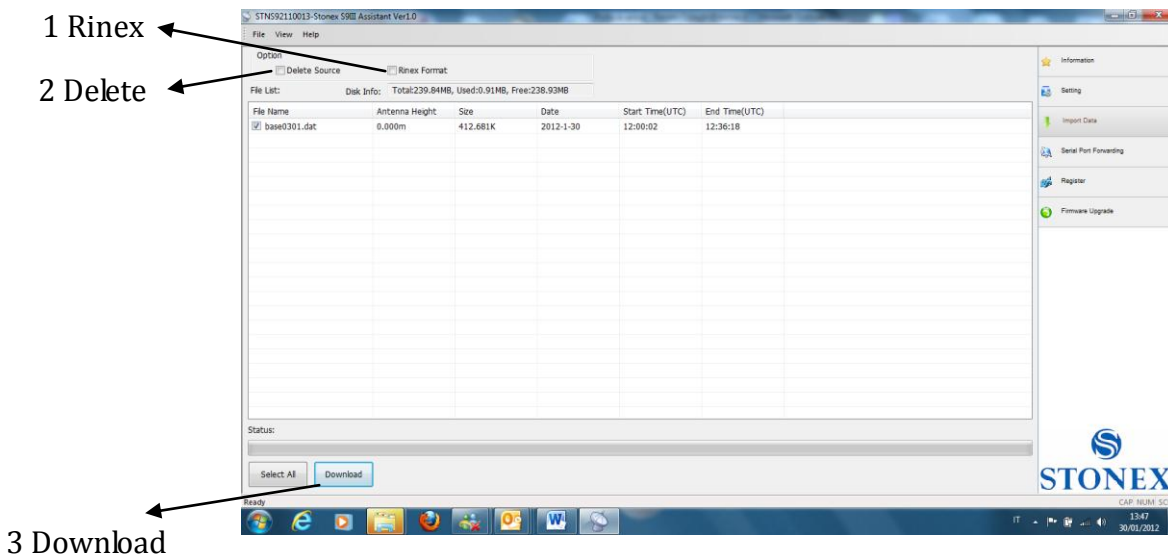 1 Rinex
2 Delete
3 Download
STNS92110013-Stonex S9III Assistant Ver1.0
File View Help
Option
Delete Source Rinex Format
File List: Disk Info: Total:239.84MB, Used:0.91MB, Free:238.93MB
File Name Antenna Height Size Date Start Time(UTC) End Time(UTC)
base0301.dat 0.000m 412.681K 2012-1-30 12:00:02 12:36:18
Status:
Select All Download
Ready
Information
Setting
Import Data
Serial Port Forwarding
Register
Firmware Upgrade
STONEX
CAP NUM SC
IT
13:47
30/01/2012